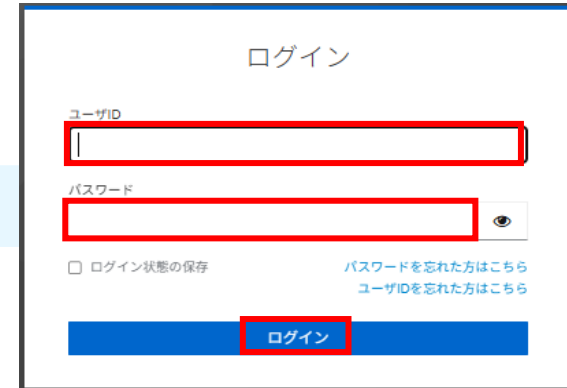 ログイン
ユーザID
パスワード
ログイン状態の保存
パスワードを忘れた方はこちら
ユーザIDを忘れた方はこちら
ログイン